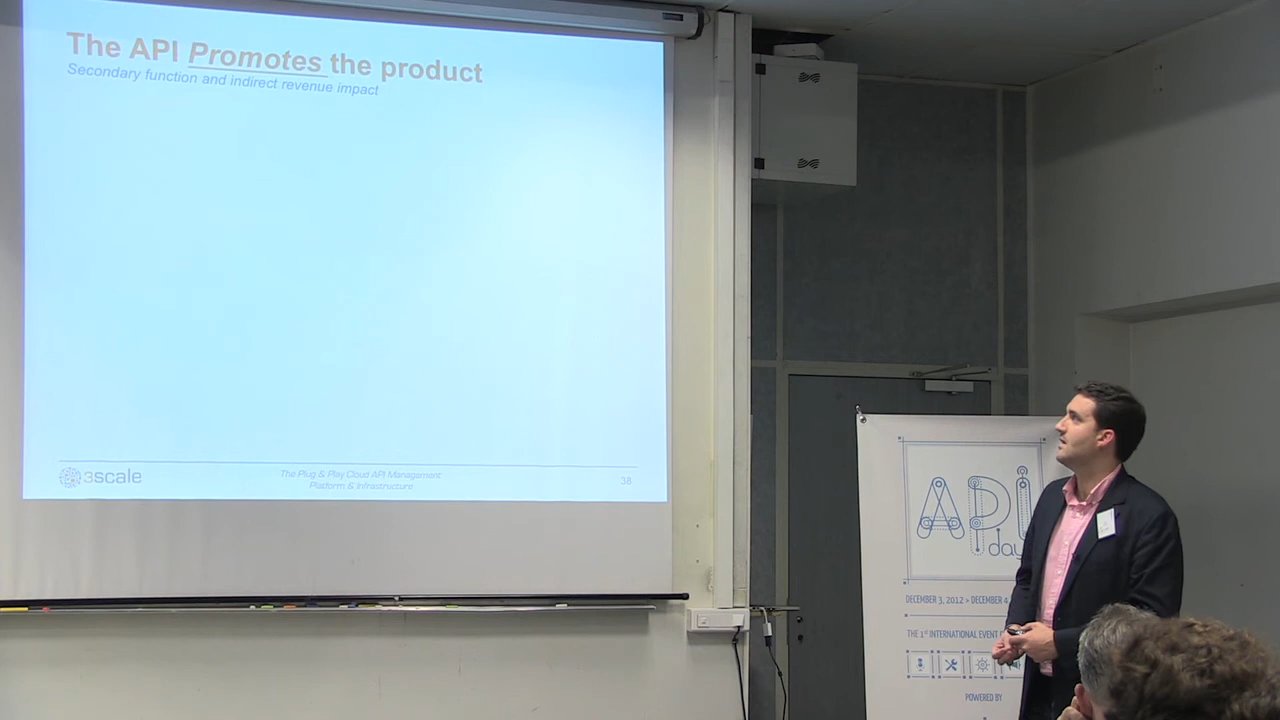 The API Promotes the product
Secondary function and indirect revenue impact
3scale
The Plug & Play Cloud API Management
Platform & Infrastructure
38
API
day
DECEMBER 3, 2012 > DECEMBER 4
THE 1st INTERNATIONAL EVENT
POWERED BY